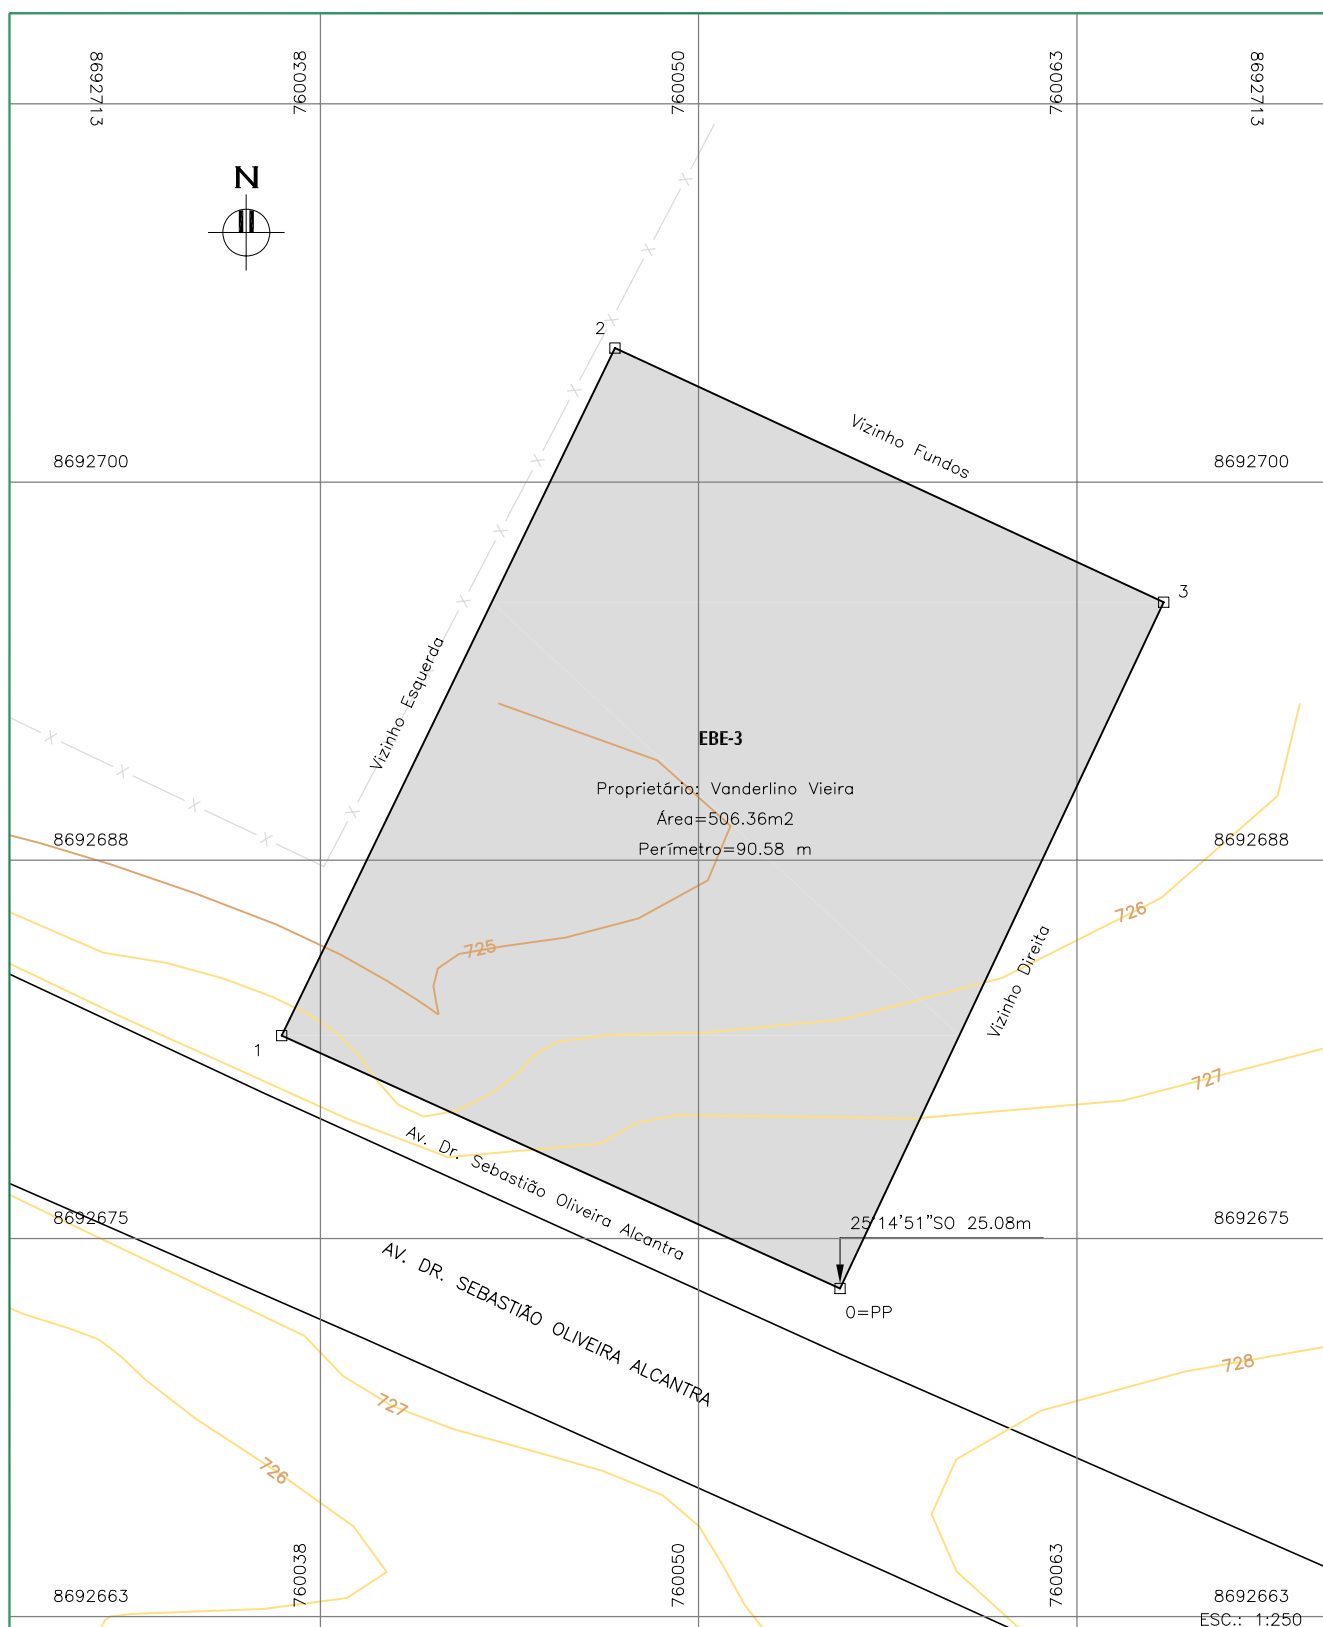 8692713
760038
760050
760093
8692713
N
2
Vizinho Fundos
8692700
8692700
3
Vizinho Esquerda
EBE-3
Proprietário: Vanderlino Vieira
Área=506.36m2
Perímetro=90.58 m
8692688
8692688
726
725
Vizinho Direita
1
727
Av. Dr. Sebastião Oliveira Alcantra
8692675
25°14'51"SO 25.08m
8692675
AV. DR. SEBASTIÃO OLIVEIRA ALCANTRA
0=PP
728
727
726
760038
760050
760063
8692663
8692663
ESC.: 1:250